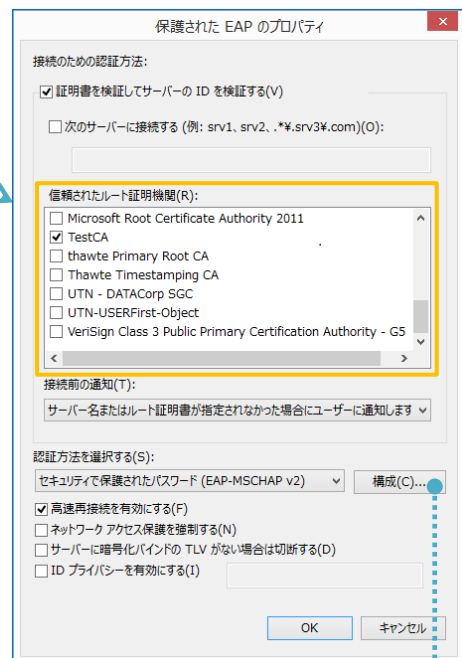 保護された EAP のプロパティ
接続のための認証方法:
証明書を検証してサーバーの ID を検証する(V)
次のサーバーに接続する (例: srv1、srv2、.*¥.srv3¥.com)(O):
信頼されたルート証明機関(R):
Microsoft Root Certificate Authority 2011
TestCA
thawte Primary Root CA
Thawte Timestamping CA
UTN - DATACorp SGC
UTN-USERFirst-Object
VeriSign Class 3 Public Primary Certification Authority - G5
接続前の通知(T):
サーバー名またはルート証明書が指定されなかった場合にユーザーに通知します
認証方法を選択する(S):
セキュリティで保護されたパスワード (EAP-MSCHAP v2) 構成(C)...
高速再接続を有効にする(F)
ネットワーク アクセス保護を強制する(N)
サーバーに暗号化バインドの TLV がない場合は切断する(D)
ID プライバシーを有効にする(I)
OK キャンセル